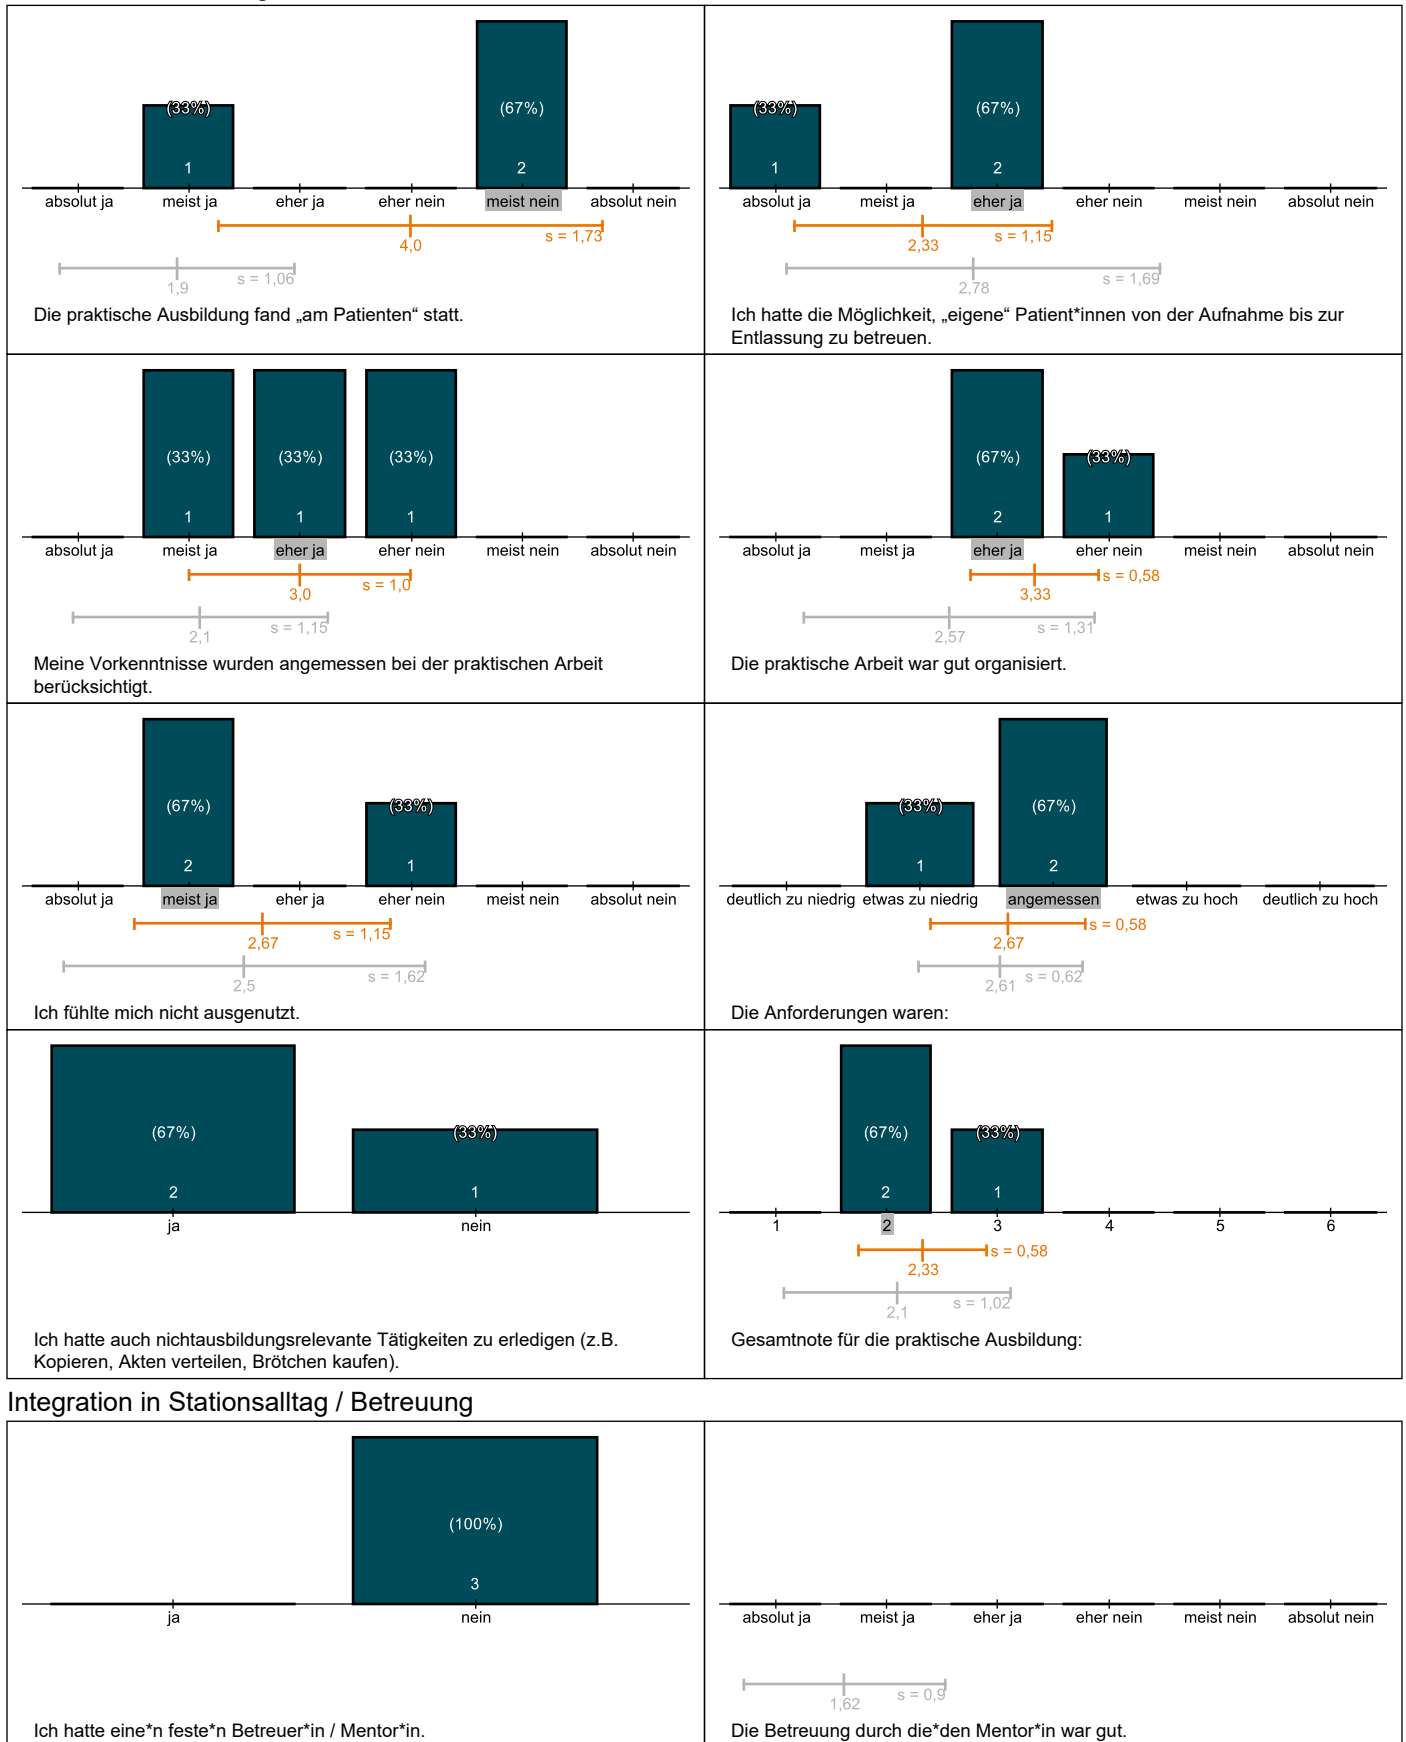 (33%)
(67%)
1
2
absolut ja meist ja eher ja eher nein meist nein absolut nein
4,0
s = 1,73
1,9
s = 1,06
Die praktische Ausbildung fand „am Patienten“ statt.
(33%)
(67%)
1
2
absolut ja meist ja eher ja eher nein meist nein absolut nein
2,33
s = 1,15
2,78
s = 1,69
Ich hatte die Möglichkeit, „eigene“ Patient*innen von der Aufnahme bis zur
Entlassung zu betreuen.
(33%) (33%) (33%)
1 1 1
absolut ja meist ja eher ja eher nein meist nein absolut nein
3,0
s = 1,0
2,1
s = 1,15
Meine Vorkenntnisse wurden angemessen bei der praktischen Arbeit
berücksichtigt.
(67%) (33%)
2 1
absolut ja meist ja eher ja eher nein meist nein absolut nein
3,33
s = 0,58
2,57
s = 1,31
Die praktische Arbeit war gut organisiert.
(67%) (33%)
2 1
absolut ja meist ja eher ja eher nein meist nein absolut nein
2,67
s = 1,15
2,5
s = 1,62
Ich fühlte mich nicht ausgenutzt.
(33%) (67%)
1 2
deutlich zu niedrig etwas zu niedrig angemessen etwas zu hoch deutlich zu hoch
2,67
s = 0,58
2,61
s = 0,62
Die Anforderungen waren:
(67%) (33%)
2 1
ja nein
Ich hatte auch nichtausbildungsrelevante Tätigkeiten zu erledigen (z.B.
Kopieren, Akten verteilen, Brötchen kaufen).
(67%) (33%)
2 1
1 2 3 4 5 6
2,33
s = 0,58
2,1
s = 1,02
Gesamtnote für die praktische Ausbildung:
Integration in Stationsalltag / Betreuung
(100%)
3
ja nein
Ich hatte eine*n feste*n Betreuer*in / Mentor*in.
absolut ja meist ja eher ja eher nein meist nein absolut nein
1,62
s = 0,9
Die Betreuung durch die*den Mentor*in war gut.